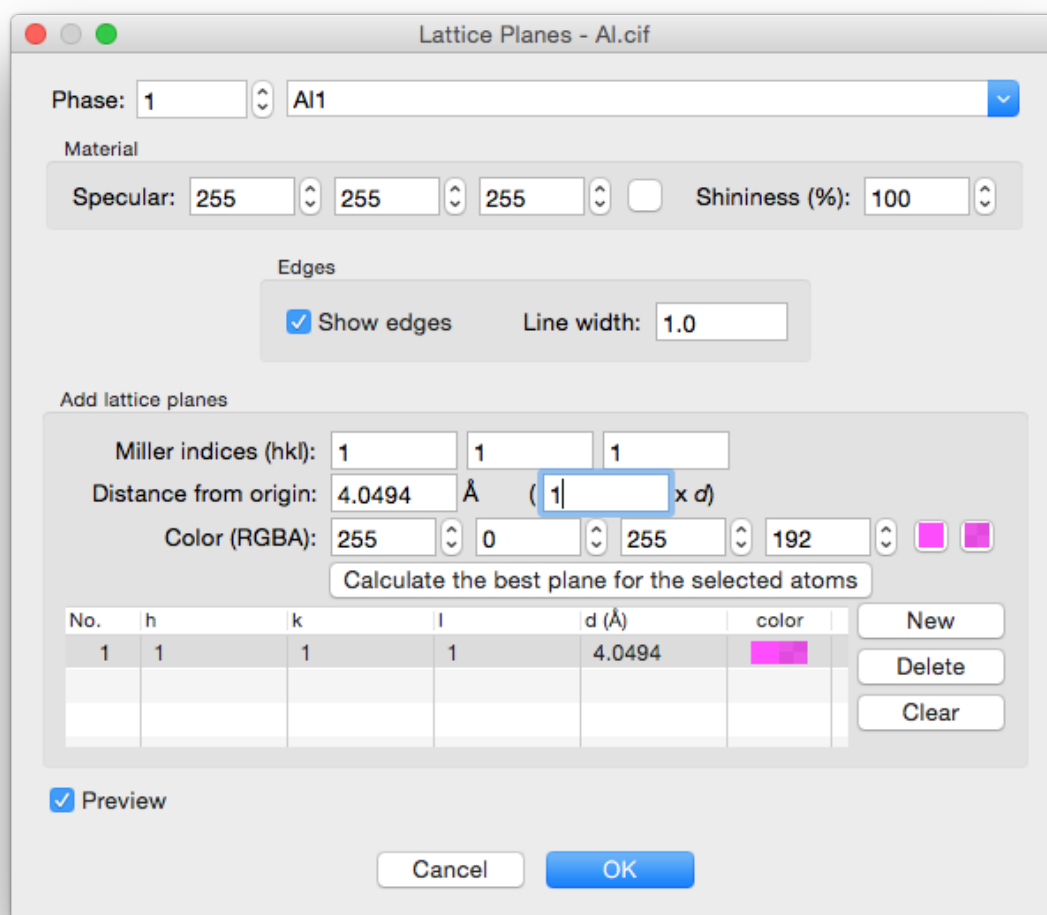 Lattice Planes - Al.cif
Phase: 1 Al1
Material
Specular: 255 255 255 Shininess (%): 100
Edges
Show edges Line width: 1.0
Add lattice planes
Miller indices (hkl): 1 1 1
Distance from origin: 4.0494 Å ( 1 x d)
Color (RGBA): 255 0 255 192
Calculate the best plane for the selected atoms
No. h k l d (Å) color New
1 1 1 1 4.0494
Delete
Clear
Preview
Cancel OK